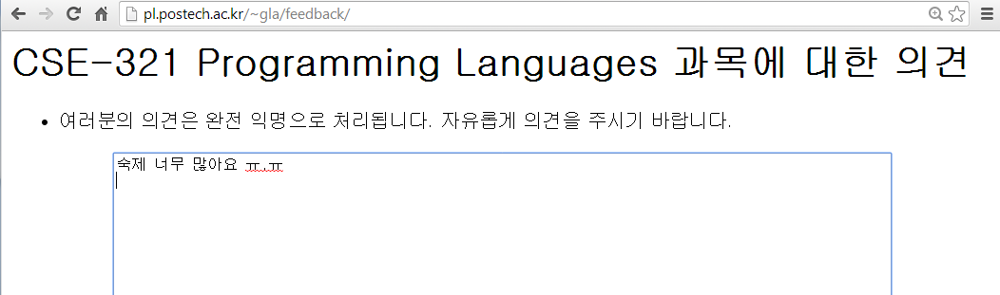 pl.postech.ac.kr/~gla/feedback/
CSE-321 Programming Languages 과목에 대한 의견
• 여러분의 의견은 완전 익명으로 처리됩니다. 자유롭게 의견을 주시기 바랍니다.
숙제 너무 많아요 ㅠ.ㅠ